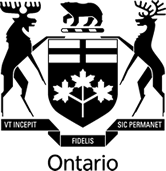 VT INCEPIT SIC PERMANET
FIDELIS
Ontario